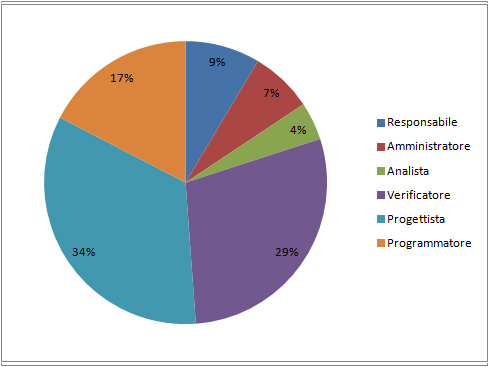 9%
7%
4%
29%
34%
17%
Responsabile
Amministratore
Analista
Verificatore
Progettista
Programmatore